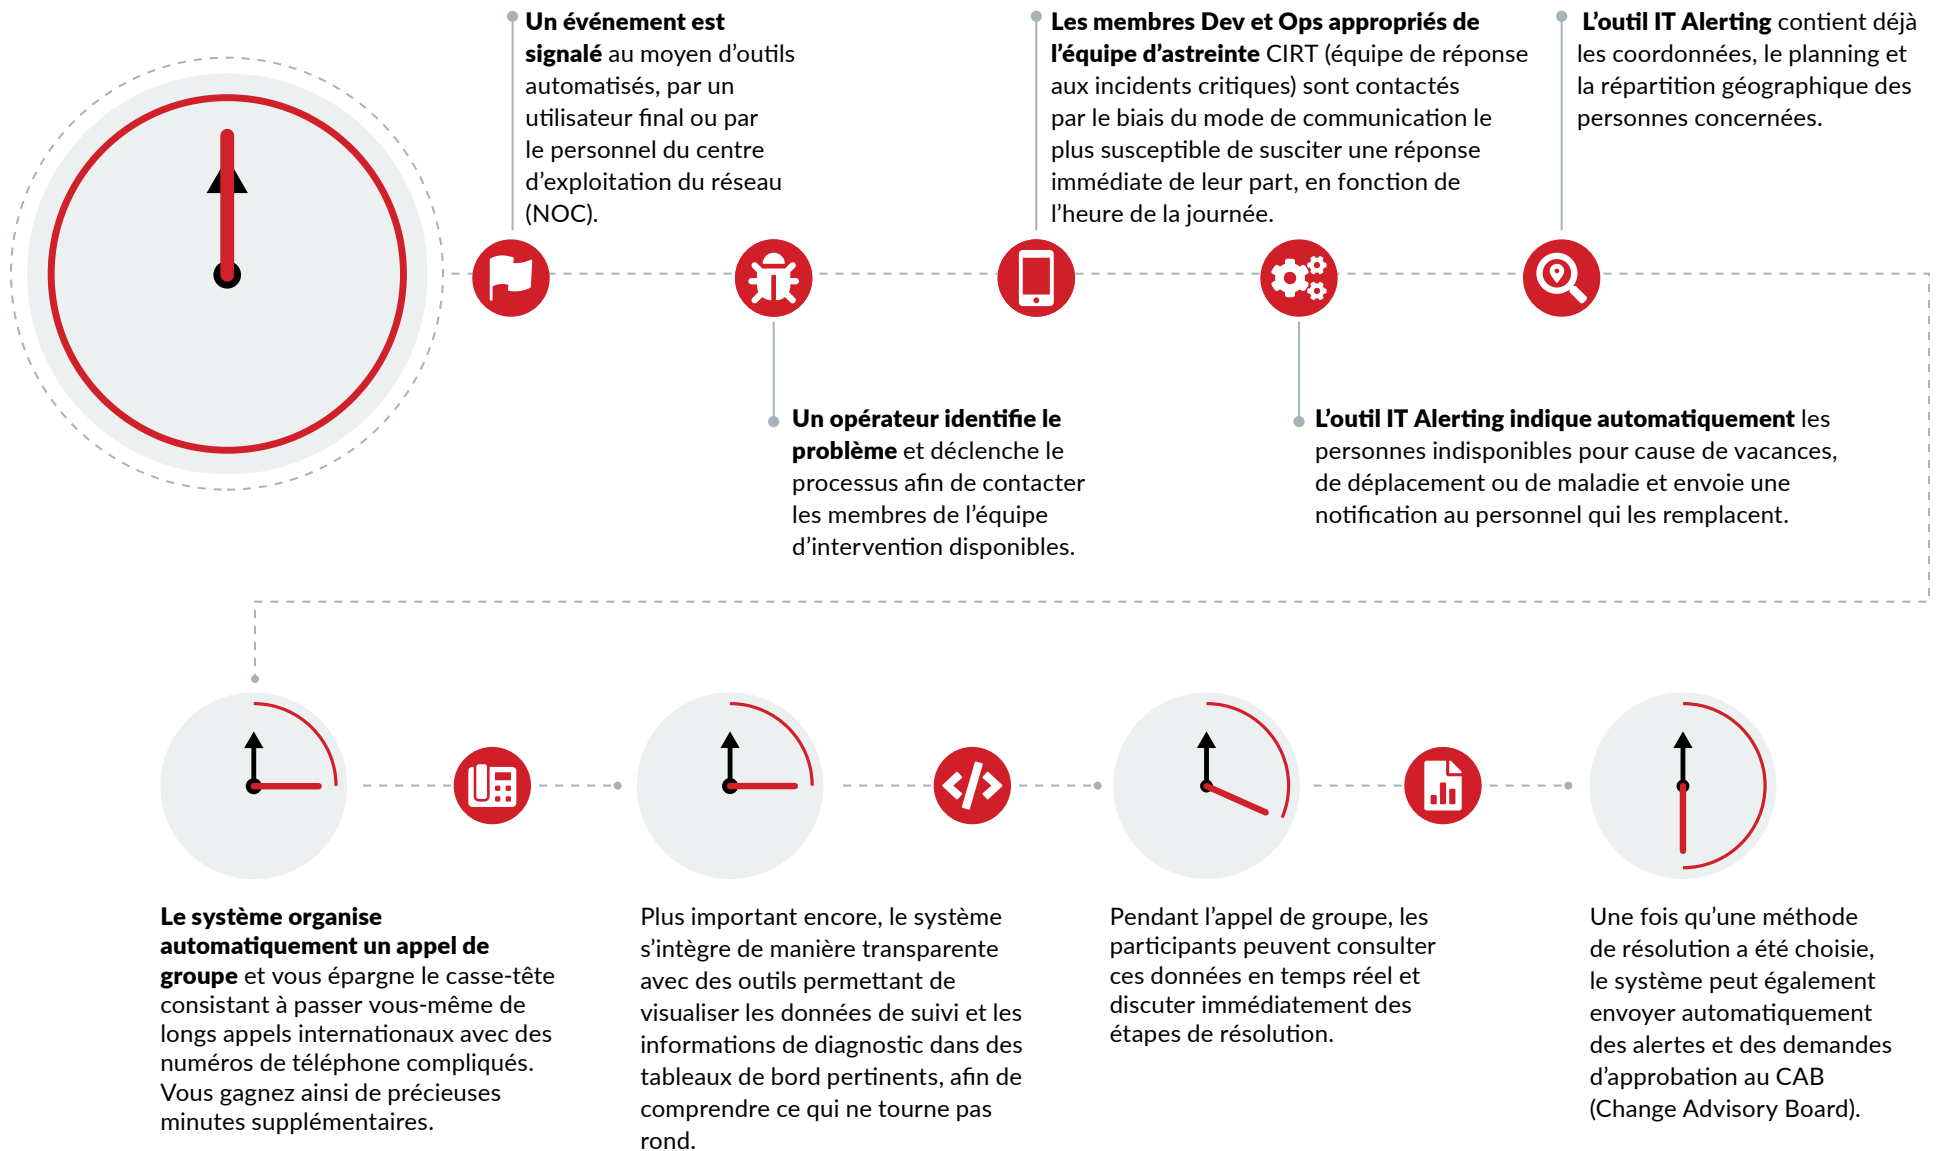 Un événement est
signalé au moyen d’outils
automatisés, par un
utilisateur final ou par
le personnel du centre
d’exploitation du réseau
(NOC).
Un opérateur identifie le
problème et déclenche le
processus afin de contacter
les membres de l’équipe
d’intervention disponibles.
Les membres Dev et Ops appropriés de
l’équipe d’astreinte CIRT (équipe de réponse
aux incidents critiques) sont contactés
par le biais du mode de communication le
plus susceptible de susciter une réponse
immédiate de leur part, en fonction de
l’heure de la journée.
L’outil IT Alerting indique automatiquement les
personnes indisponibles pour cause de vacances,
de déplacement ou de maladie et envoie une
notification au personnel qui les remplacent.
L’outil IT Alerting contient déjà
les coordonnées, le planning et
la répartition géographique des
personnes concernées.
Le système organise
automatiquement un appel de
groupe et vous épargne le casse-tête
consistant à passer vous-même de
longs appels internationaux avec des
numéros de téléphone compliqués.
Vous gagnez ainsi de précieuses
minutes supplémentaires.
Plus important encore, le système
s’intègre de manière transparente
avec des outils permettant de
visualiser les données de suivi et les
informations de diagnostic dans des
tableaux de bord pertinents, afin de
comprendre ce qui ne tourne pas
rond.
Pendant l’appel de groupe, les
participants peuvent consulter
ces données en temps réel et
discuter immédiatement des
étapes de résolution.
Une fois qu’une méthode
de résolution a été choisie,
le système peut également
envoyer automatiquement
des alertes et des demandes
d’approbation au CAB
(Change Advisory Board).